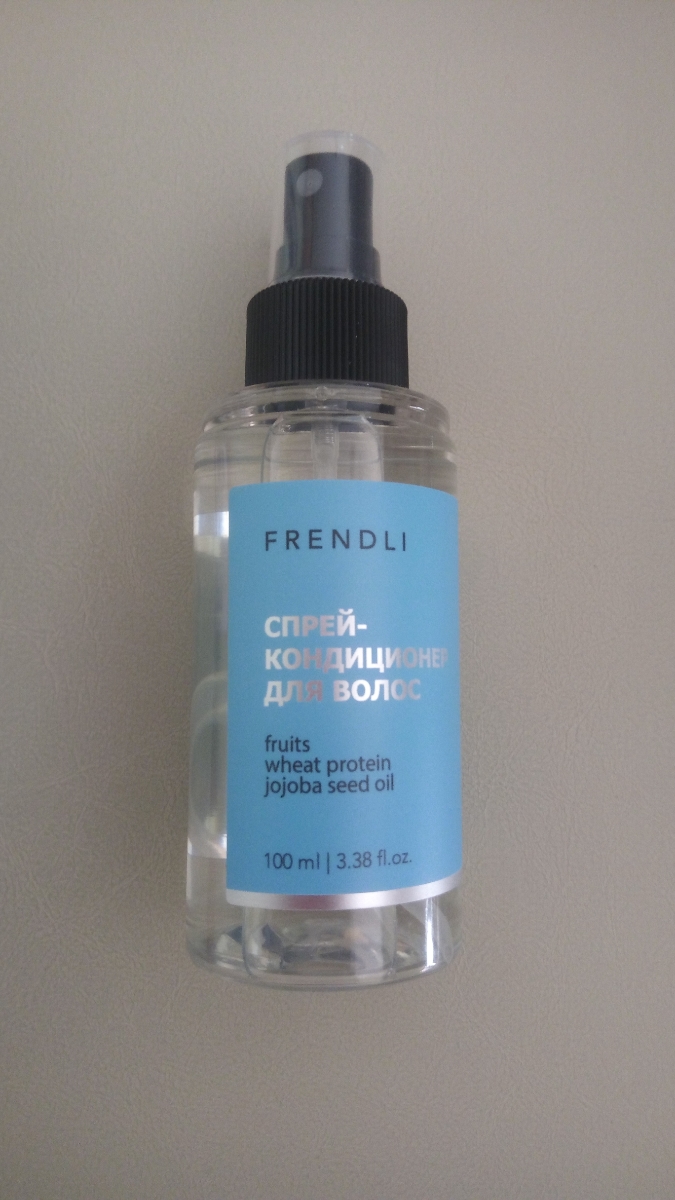 FRENDLI
СПРЕЙ-
КОНДИЦИОНЕР
ДЛЯ ВОЛОС
fruits
wheat protein
jojoba seed oil
100 ml | 3.38 fl.oz.